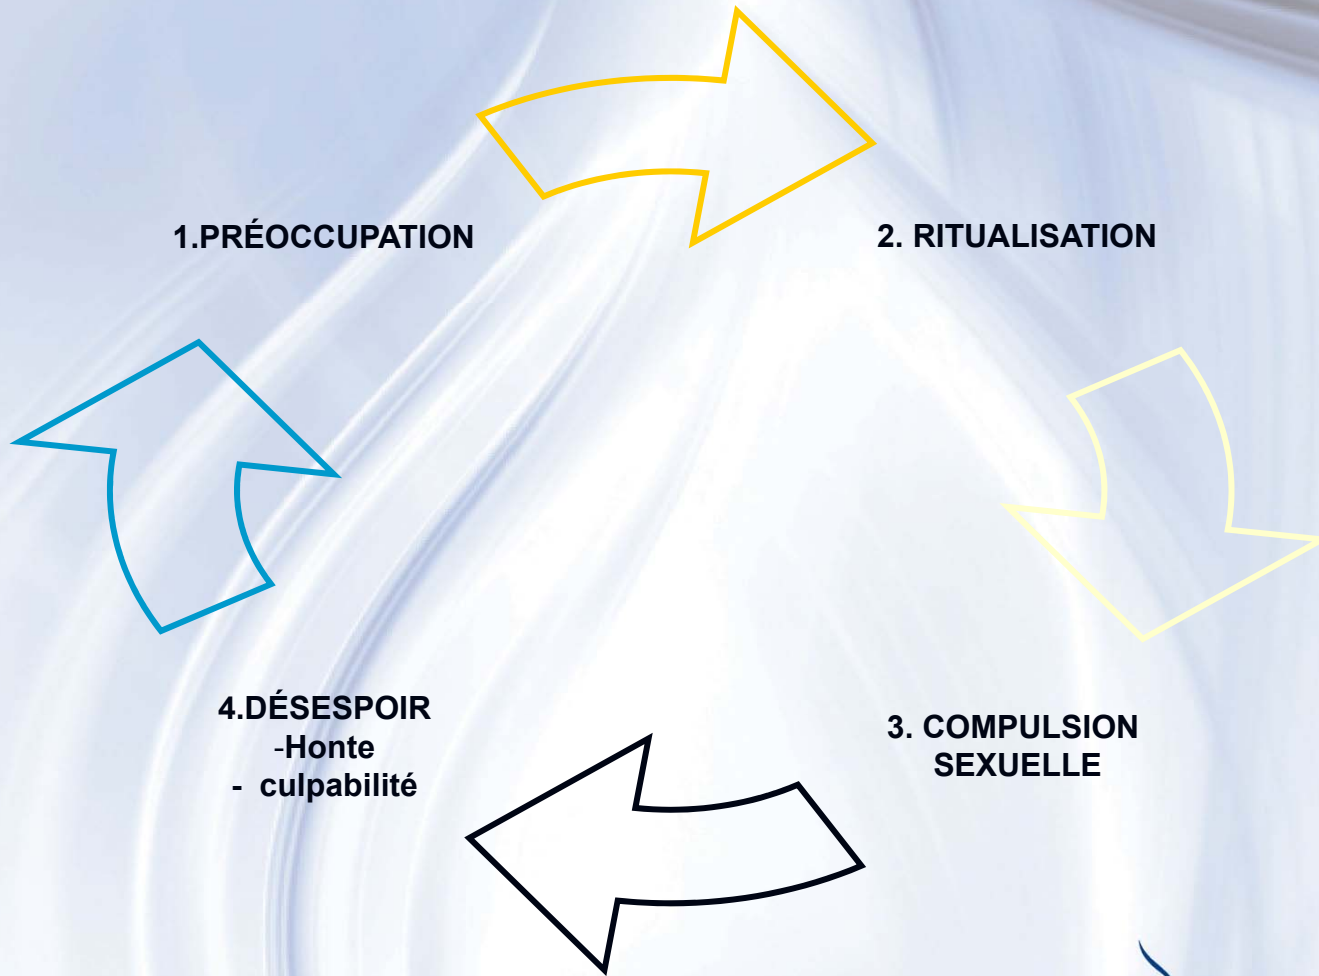 1.PRÉOCCUPATION
2. RITUALISATION
3. COMPULSION
SEXUELLE
4.DÉSESPOIR
-Honte
- culpabilité